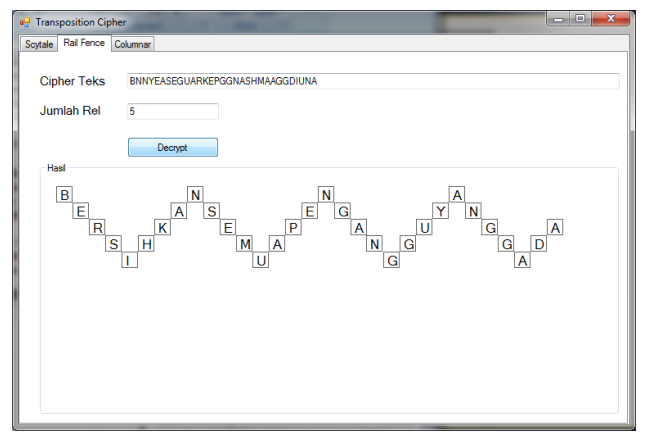 Transposition Cipher
Scytale Rail Fence Columnar
Cipher Teks BNNYEASEGUARKEPGGNASHMAAGGDIUNA
Jumlah Rel 5
Decrypt
Hasil
B N N A
E A S E G Y N
R K E P A U G A
S H M A N G G D
I U G A